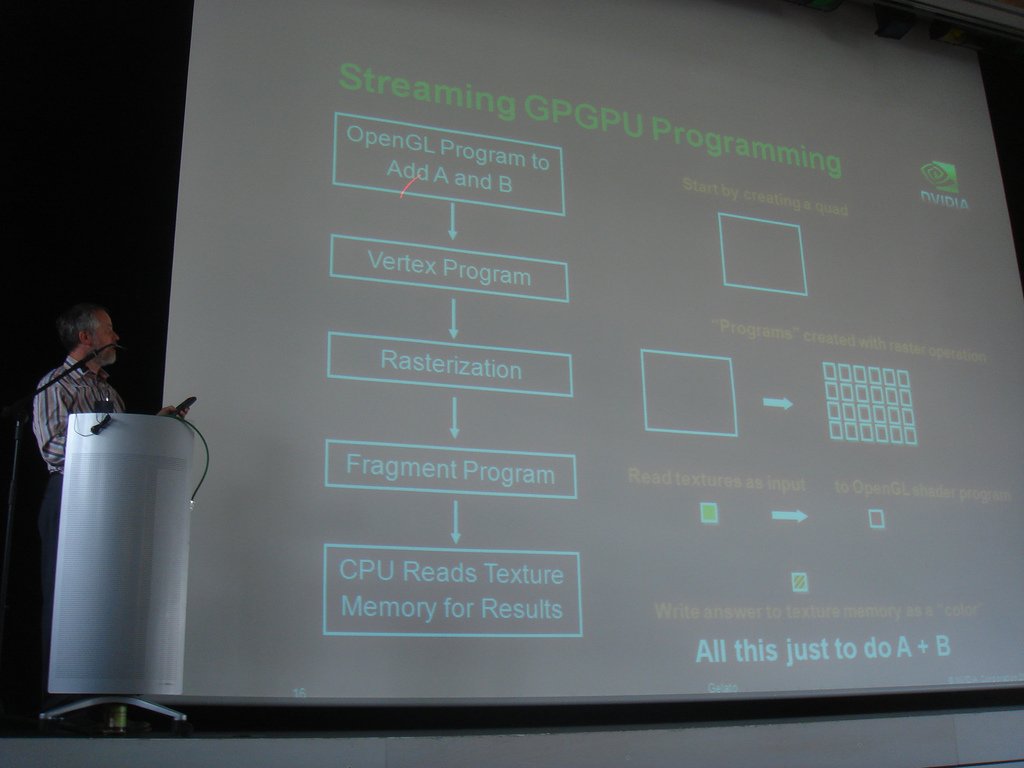 Streaming GPGPU Programming
OpenGL Program to
Add A and B
Vertex Program
Rasterization
Fragment Program
CPU Reads Texture
Memory for Results
NVIDIA
Start by creating a quad
"Programs" created with raster operation
Read textures as input
to OpenGL shader program
Write answer to texture memory as a "color"
All this just to do A + B
16
Gelato